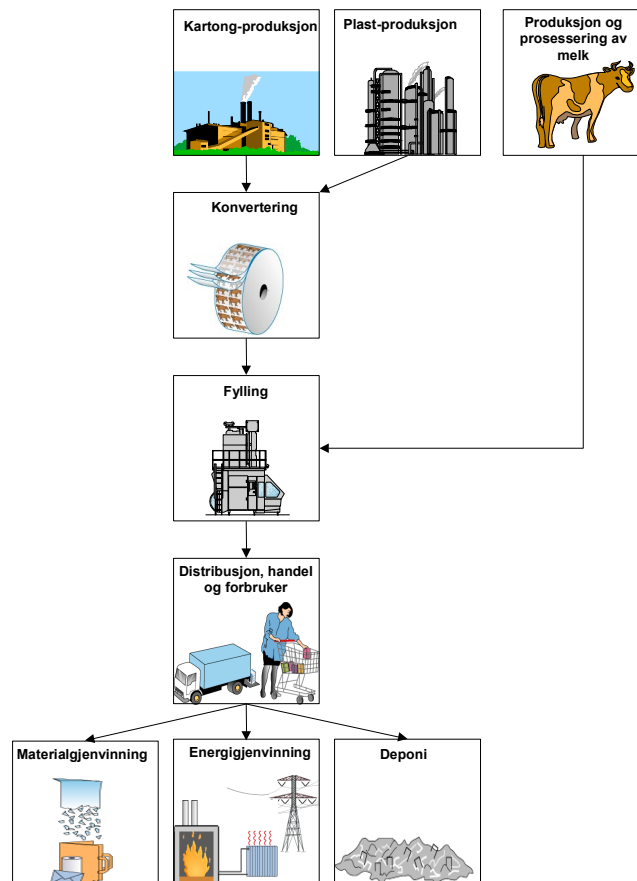 Kartong-produksjon
Plast-produksjon
Produksjon og
prosessering av
melk
Konvertering
Fylling
Distribusjon, handel
og forbruker
Materialgjenvinning
Energigjenvinning
Deponi